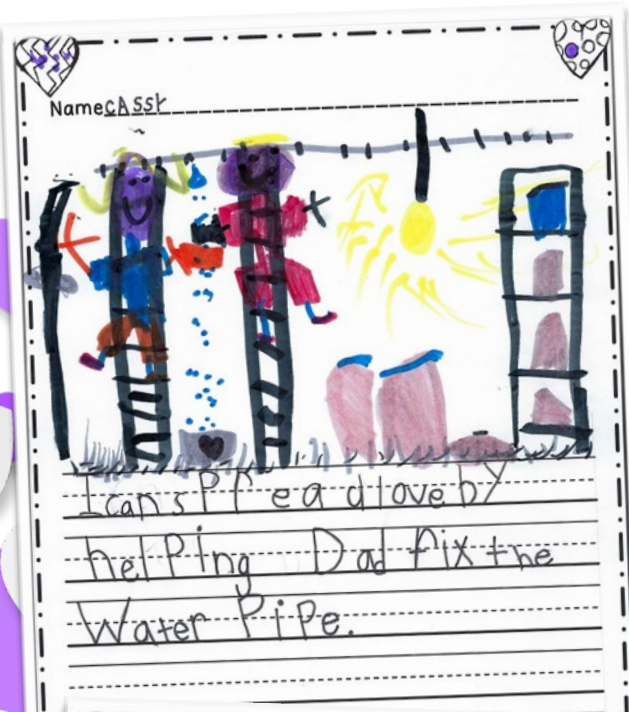 Name CASSY
I can spread love by
helping Dad fix the
Water PiPe.